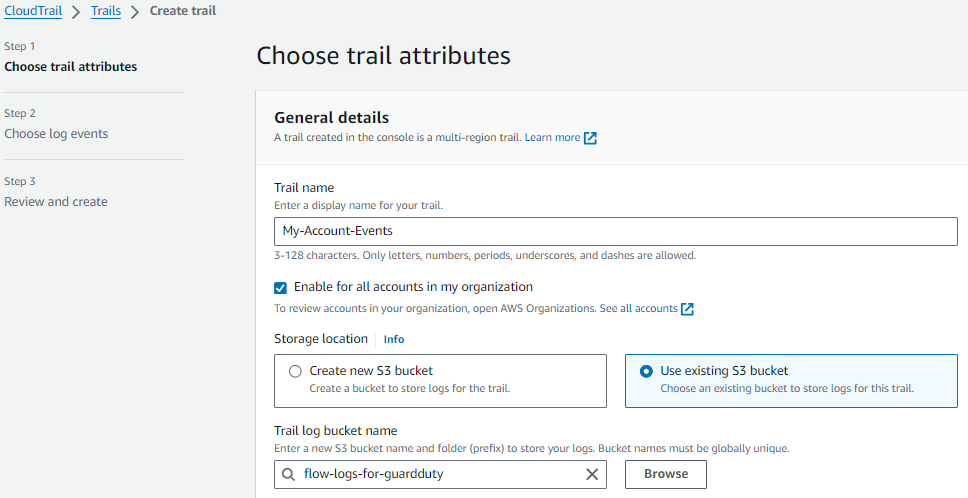 CloudTrail > Trails > Create trail
Step 1
Choose trail attributes
Step 2
Choose log events
Step 3
Review and create
Choose trail attributes
General details
A trail created in the console is a multi-region trail. Learn more
Trail name
Enter a display name for your trail.
My-Account-Events
3-128 characters. Only letters, numbers, periods, underscores, and dashes are allowed.
Enable for all accounts in my organization
To review accounts in your organization, open AWS Organizations. See all accounts
Storage location | Info
Create new S3 bucket
Create a bucket to store logs for the trail.
Use existing S3 bucket
Choose an existing bucket to store logs for this trail.
Trail log bucket name
Enter a new S3 bucket name and folder (prefix) to store your logs. Bucket names must be globally unique.
flow-logs-for-guardduty
Browse